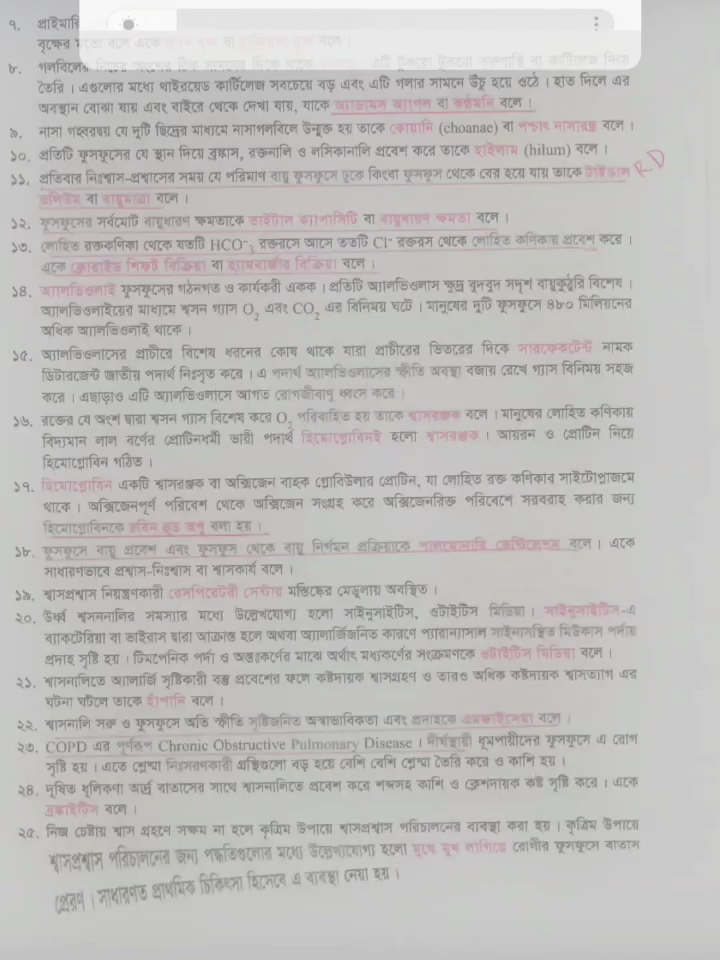 ৭. প্রাইমারি
বৃক্ষের মতো বলে একে শ্বসন বৃক্ষ বা ব্রঙ্কিয়াল বৃক্ষ বলে।
৮. গলবিলের নিম্নাংশের ঠিক সামনের দিকে থাকে এটি টুকরো টুকরো তরুণাস্থি বা কার্টিলেজ দিয়ে
তৈরি। এগুলোর মধ্যে থাইরয়েড কার্টিলেজ সবচেয়ে বড় এবং এটি গলার সামনে উঁচু হয়ে ওঠে। হাত দিলে এর
অবস্থান বোঝা যায় এবং বাইরে থেকে দেখা যায়, যাকে অ্যাডামস অ্যাপল বা কন্ঠমনি বলে।
৯. নাসা গহ্বরদ্বয় যে দুটি ছিদ্রের মাধ্যমে নাসাগলবিলে উন্মুক্ত হয় তাকে কোয়ানি (choanae) বা পশ্চাৎ নাসারন্ধ্র বলে।
১০. প্রতিটি ফুসফুসের যে স্থান দিয়ে ব্রঙ্কাস, রক্তনালি ও লসিকানালি প্রবেশ করে তাকে হাইলাম (hilum) বলে।
১১. প্রতিবার নিঃশ্বাস-প্রশ্বাসের সময় যে পরিমাণ বায়ু ফুসফুসে ঢুকে কিংবা ফুসফুস থেকে বের হয়ে যায় তাকে টাইডাল RD
ভলিউম বা বায়ুমাত্রা বলে।
১২. ফুসফুসের সর্বমোট বায়ুধারণ ক্ষমতাকে ভাইটাল ক্যাপাসিটি বা বায়ুধারণ ক্ষমতা বলে।
১৩. লোহিত রক্তকণিকা থেকে যতটি HCO⁻₃ রক্তরসে আসে ততটি Cl⁻ রক্তরস থেকে লোহিত কণিকায় প্রবেশ করে।
একে ক্লোরাইড শিফট বিক্রিয়া বা হ্যামবার্জার বিক্রিয়া বলে।
১৪. অ্যালভিওলাই ফুসফুসের গঠনগত ও কার্যকরী একক। প্রতিটি অ্যালভিওলাস ক্ষুদ্র বুদবুদ সদৃশ বায়ুকুঠুরি বিশেষ।
অ্যালভিওলাইয়ের মাধ্যমে শ্বসন গ্যাস O₂ এবং CO₂ এর বিনিময় ঘটে। মানুষের দুটি ফুসফুসে ৪৮০ মিলিয়নের
অধিক অ্যালভিওলাই থাকে।
১৫. অ্যালভিওলাসের প্রাচীরে বিশেষ ধরনের কোষ থাকে যারা প্রাচীরের ভিতরের দিকে সারফেকটেন্ট নামক
ডিটারজেন্ট জাতীয় পদার্থ নিঃসৃত করে। এ পদার্থ অ্যালভিওলাসের স্ফীতি অবস্থা বজায় রেখে গ্যাস বিনিময় সহজ
করে। এছাড়াও এটি অ্যালভিওলাসে আগত রোগজীবাণু ধ্বংস করে।
১৬. রক্তের যে অংশ দ্বারা শ্বসন গ্যাস বিশেষ করে O₂ পরিবাহিত হয় তাকে শ্বাসরঞ্জক বলে। মানুষের লোহিত কণিকায়
বিদ্যমান লাল বর্ণের প্রোটিনধর্মী ভারী পদার্থ হিমোগ্লোবিনই হলো শ্বাসরঞ্জক। আয়রন ও প্রোটিন নিয়ে
হিমোগ্লোবিন গঠিত।
১৭. হিমোগ্লোবিন একটি শ্বাসরঞ্জক বা অক্সিজেন বাহক গ্লোবিউলার প্রোটিন, যা লোহিত রক্ত কণিকার সাইটোপ্লাজমে
থাকে। অক্সিজেনপূর্ণ পরিবেশ থেকে অক্সিজেন সংগ্রহ করে অক্সিজেনরিক্ত পরিবেশে সরবরাহ করার জন্য
হিমোগ্লোবিনকে রবিন হুড অণু বলা হয়।
১৮. ফুসফুসে বায়ু প্রবেশ এবং ফুসফুস থেকে বায়ু নির্গমন প্রক্রিয়াকে পালমোনারি ভেন্টিলেশন বলে। একে
সাধারণভাবে প্রশ্বাস-নিঃশ্বাস বা শ্বাসকার্য বলে।
১৯. শ্বাসপ্রশ্বাস নিয়ন্ত্রণকারী রেসপিরেটরী সেন্টার মস্তিষ্কের মেডুলায় অবস্থিত।
২০. উর্ধ্ব শ্বসননালির সমস্যার মধ্যে উল্লেখযোগ্য হলো সাইনুসাইটিস, ওটাইটিস মিডিয়া। সাইনুসাইটিস-এ
ব্যাকটেরিয়া বা ভাইরাস দ্বারা আক্রান্ত হলে অথবা অ্যালার্জিজনিত কারণে প্যারান্যাসাল সাইনাসস্থিত মিউকাস পর্দায়
প্রদাহ সৃষ্টি হয়। টিমপেনিক পর্দা ও অন্তঃকর্ণের মাঝে অর্থাৎ মধ্যকর্ণের সংক্রমণকে ওটাইটিস মিডিয়া বলে।
২১. শ্বাসনালিতে অ্যালার্জি সৃষ্টিকারী বস্তু প্রবেশের ফলে কষ্টদায়ক শ্বাসগ্রহণ ও তারও অধিক কষ্টদায়ক শ্বাসত্যাগ এর
ঘটনা ঘটলে তাকে হাঁপানি বলে।
২২. শ্বাসনালি সরু ও ফুসফুসে অতি স্ফীতি সৃষ্টিজনিত অস্বাভাবিকতা এবং প্রদাহকে এমফাইসেমা বলে।
২৩. COPD এর পূর্ণরূপ Chronic Obstructive Pulmonary Disease। দীর্ঘস্থায়ী ধূমপায়ীদের ফুসফুসে এ রোগ
সৃষ্টি হয়। এতে শ্লেষ্মা নিঃসরণকারী গ্রন্থিগুলো বড় হয়ে বেশি বেশি শ্লেষ্মা তৈরি করে ও কাশি হয়।
২৪. দূষিত ধূলিকণা আর্দ্র বাতাসের সাথে শ্বাসনালিতে প্রবেশ করে শব্দসহ কাশি ও ক্লেশদায়ক কষ্ট সৃষ্টি করে। একে
ব্রঙ্কাইটিস বলে।
২৫. নিজ চেষ্টায় শ্বাস গ্রহণে সক্ষম না হলে কৃত্রিম উপায়ে শ্বাসপ্রশ্বাস পরিচালনের ব্যবস্থা করা হয়। কৃত্রিম উপায়ে
শ্বাসপ্রশ্বাস পরিচালনের জন্য পদ্ধতিগুলোর মধ্যে উল্লেখযোগ্য হলো মুখে মুখ লাগিয়ে রোগীর ফুসফুসে বাতাস
প্রেরণ। সাধারণত প্রাথমিক চিকিৎসা হিসেবে এ ব্যবস্থা নেয়া হয়।